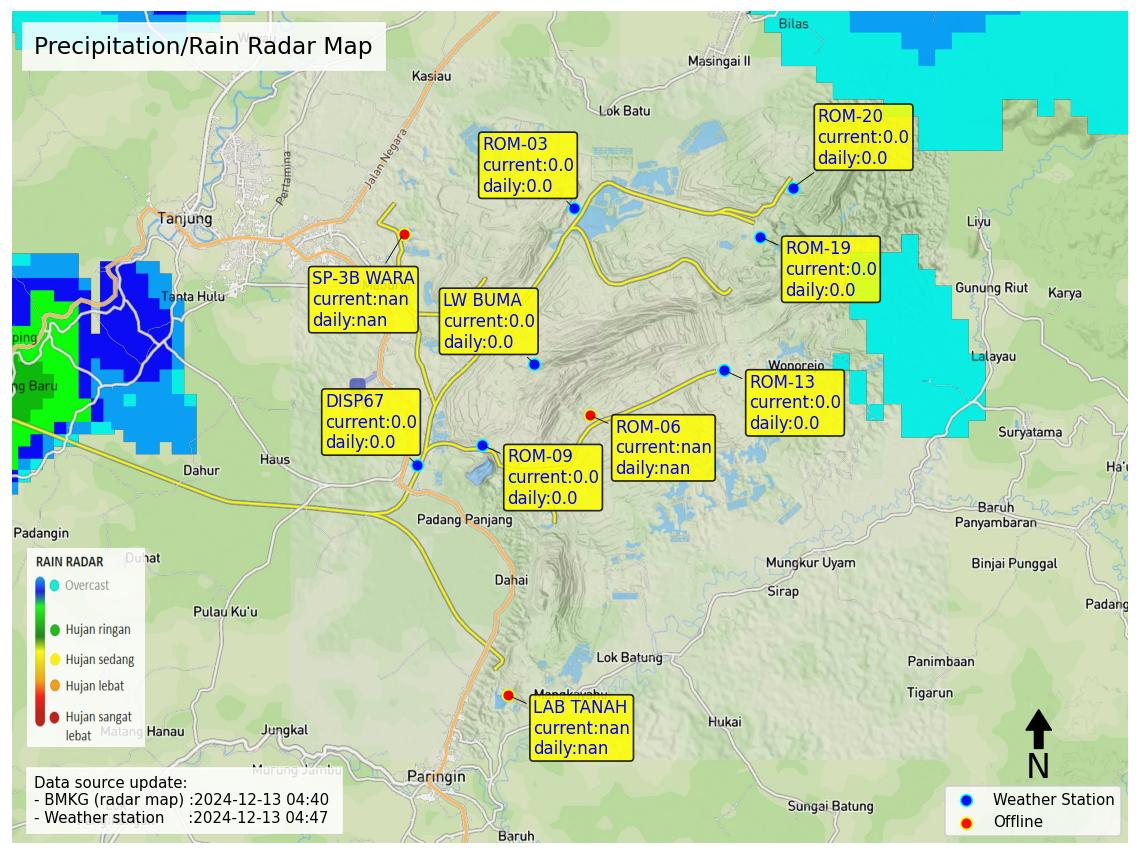 Bilas
Precipitation/Rain Radar Map
Masingai II
Kasiau
Lok Batu
ROM-20
current:0.0
daily:0.0
ROM-03
current:0.0
daily:0.0
Jalan Negara
Pertamina
Tanjung
Liyu
ROM-19
current:0.0
daily:0.0
SP-3B WARA
current:nan
daily:nan
Tanta Hulu
LW BUMA
current:0.0
daily:0.0
Gunung Riut
Karya
ping
Lalayau
Wonorejo
ng Baru
ROM-13
current:0.0
daily:0.0
DISP67
current:0.0
daily:0.0
ROM-06
current:nan
daily:nan
Suryatama
Haus
Dahur
ROM-09
current:0.0
daily:0.0
Ha'u
Baruh
Panyambaran
Padang Panjang
Padangin
Duhat
Mungkur Uyam
Binjai Punggal
RAIN RADAR
Overcast
Hujan ringan
Hujan sedang
Hujan lebat
Hujan sangat
lebat
Dahai
Sirap
Padang
Pulau Ku'u
Lok Batung
Panimbaan
Tigarun
Mangkayahu
LAB TANAH
current:nan
daily:nan
Hukai
Matang Hanau
Jungkal
Murung Jambu
N
Paringin
Data source update:
- BMKG (radar map) :2024-12-13 04:40
- Weather station :2024-12-13 04:47
Sungai Batung
Weather Station
Offline
Baruh